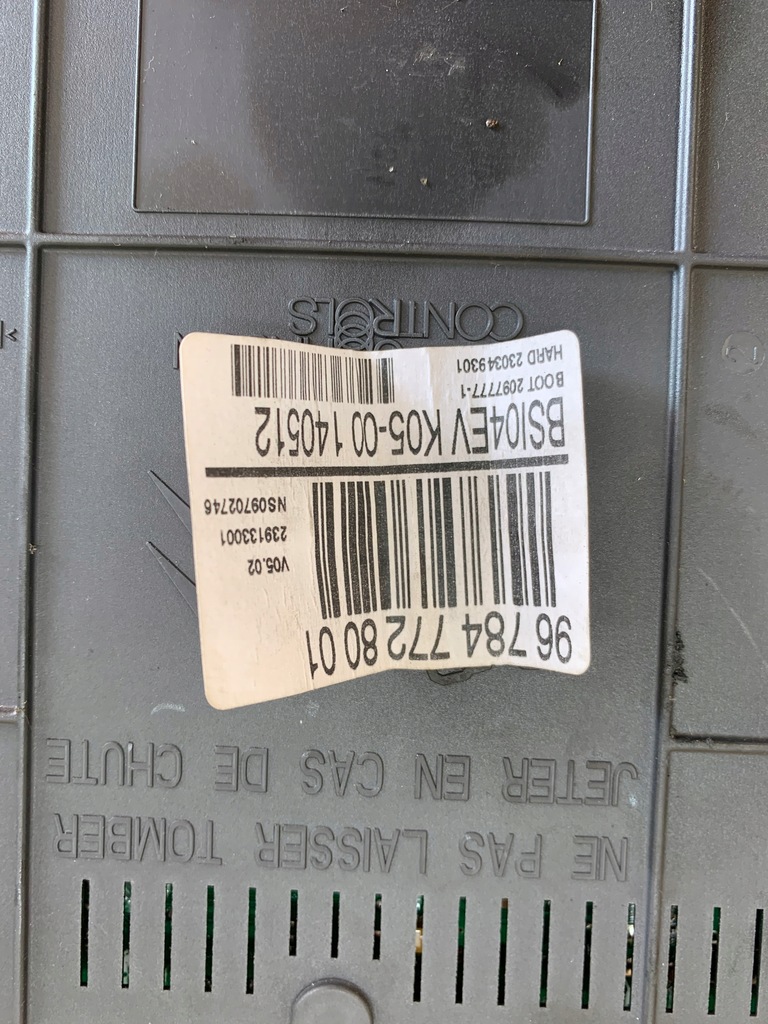 NE PAS LAISSER TOMBER
JETER EN CAS DE CHUTE
96 784 772 80 01
V05.02
239133001
NS09702746
BSI04EV K05-00 140512
BOOT 2097777-1
HARD 230349301
CONTROLS